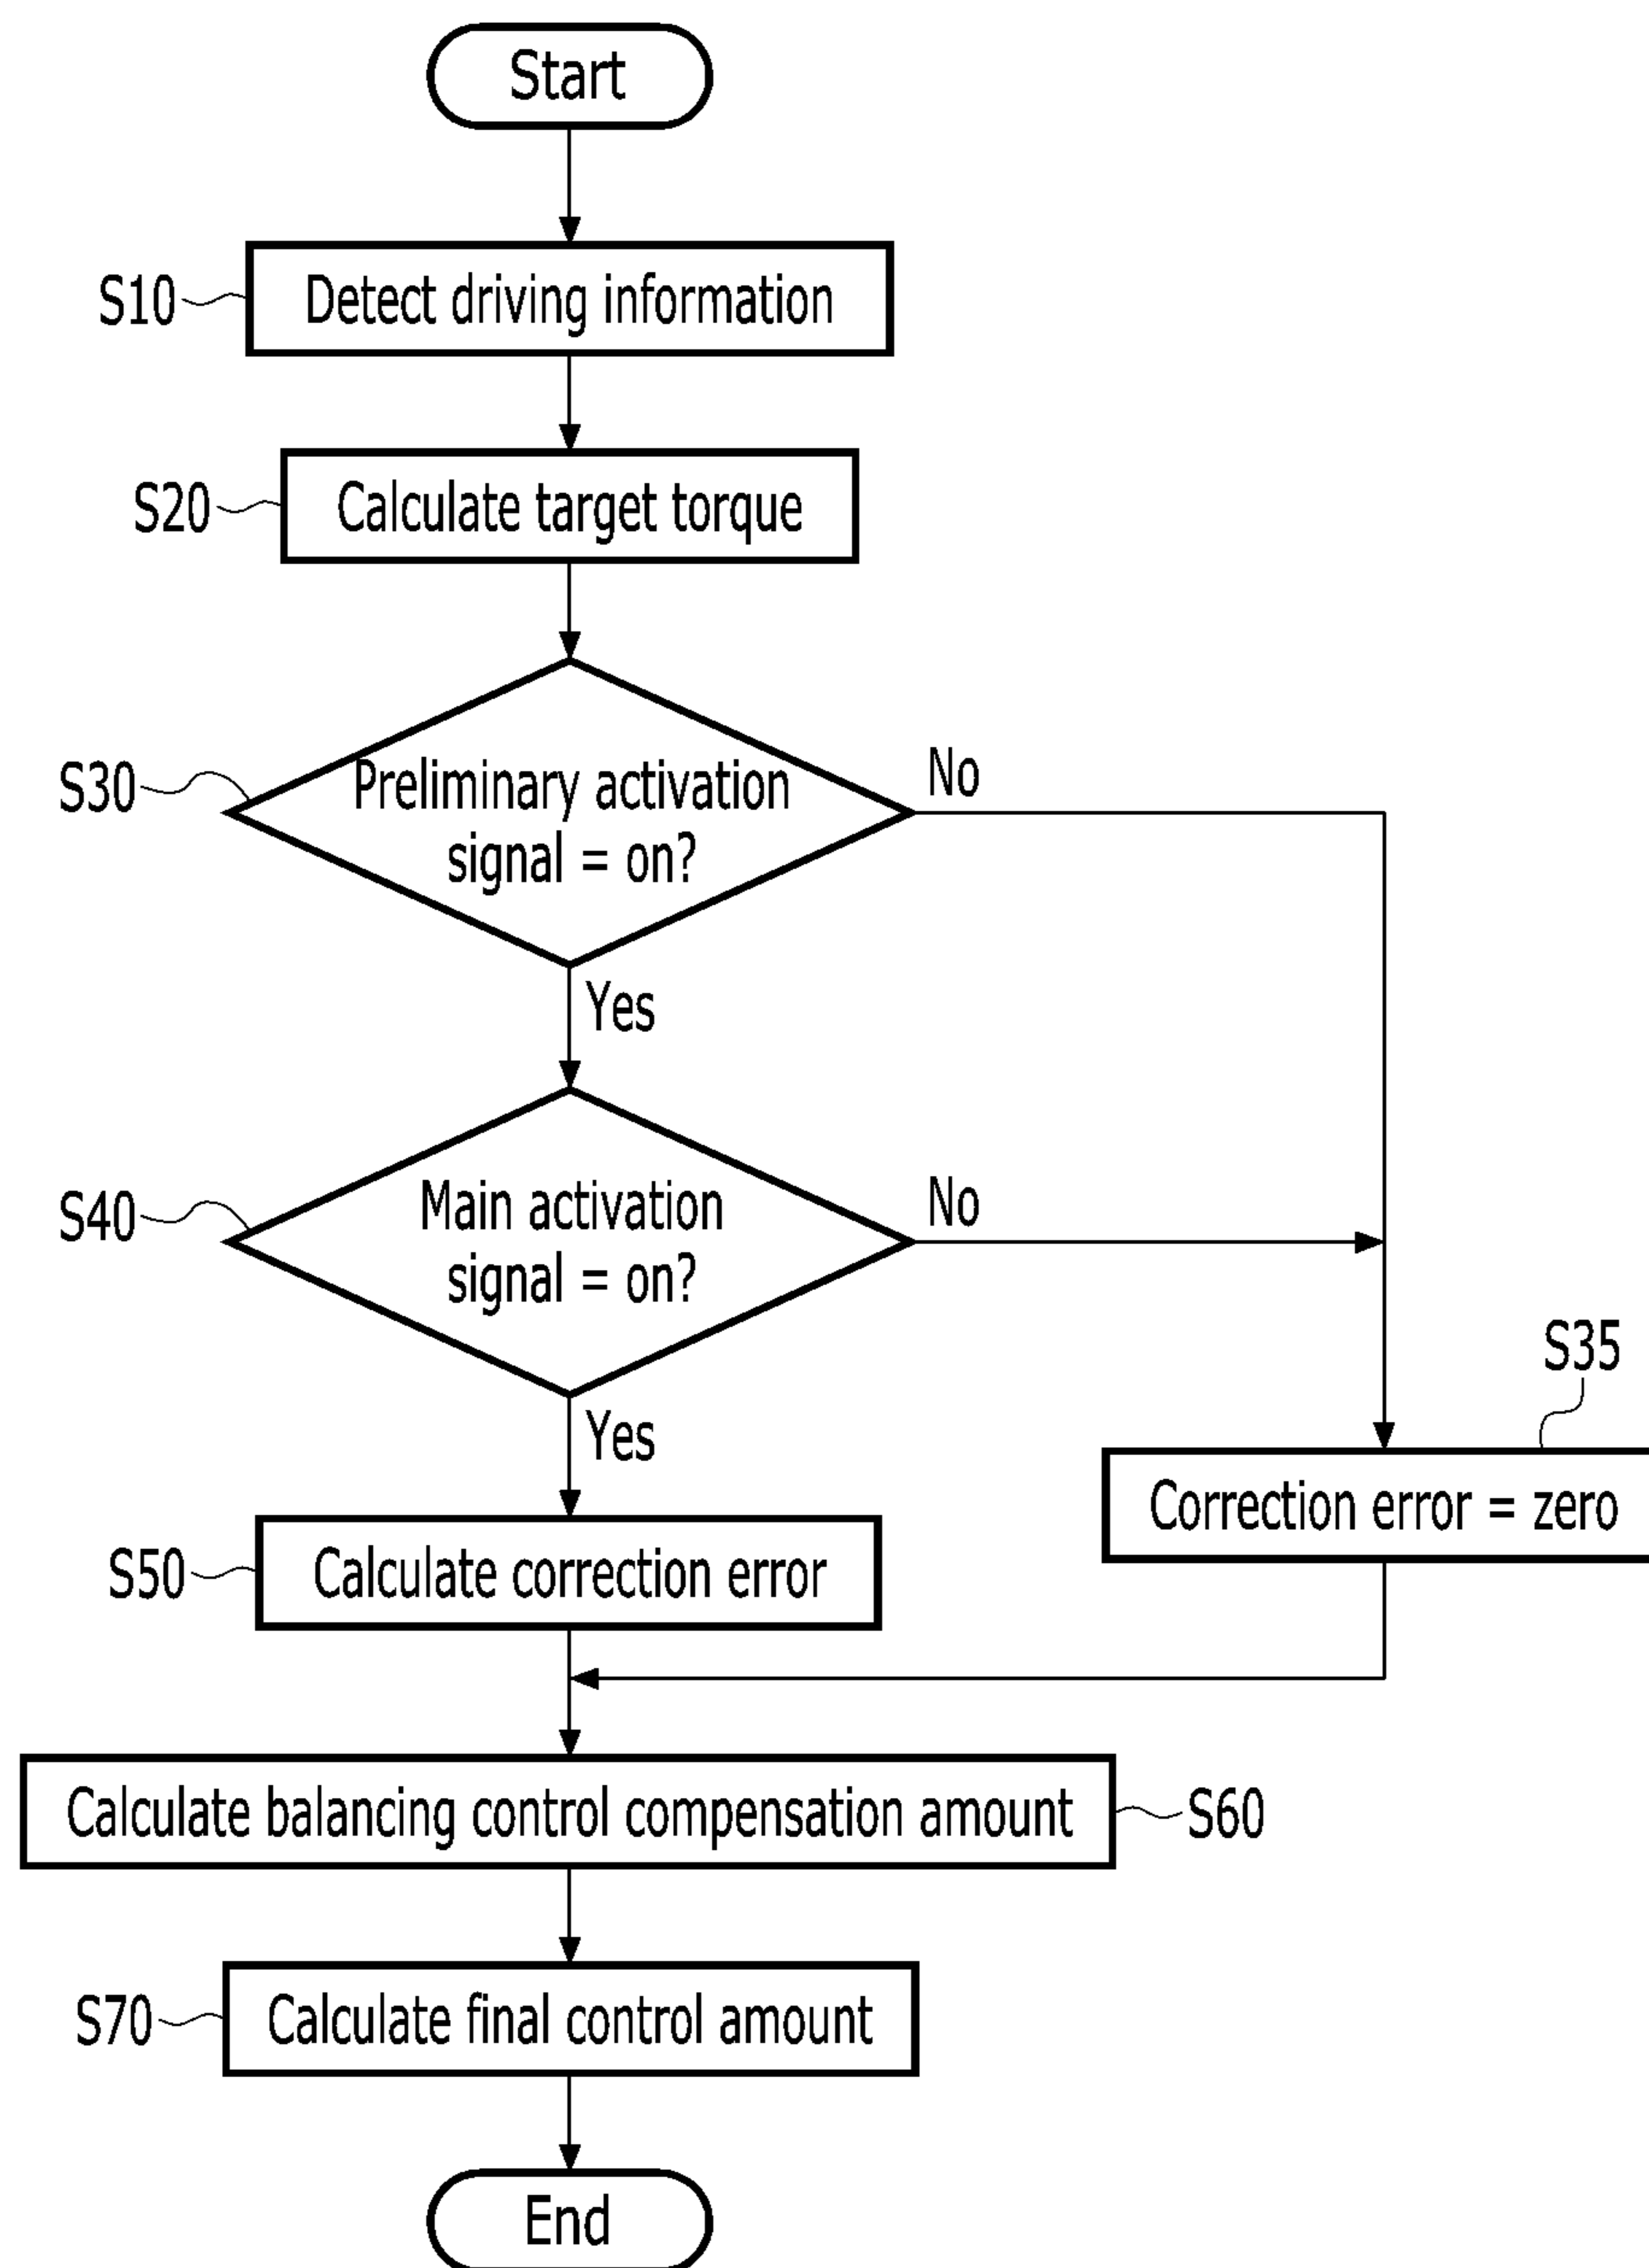 Start
S10
Detect driving information
S20
Calculate target torque
S30
Preliminary activation
signal = on?
No
Yes
S40
Main activation
signal = on?
No
Yes
S35
Correction error = zero
S50
Calculate correction error
Calculate balancing control compensation amount
S60
S70
Calculate final control amount
End